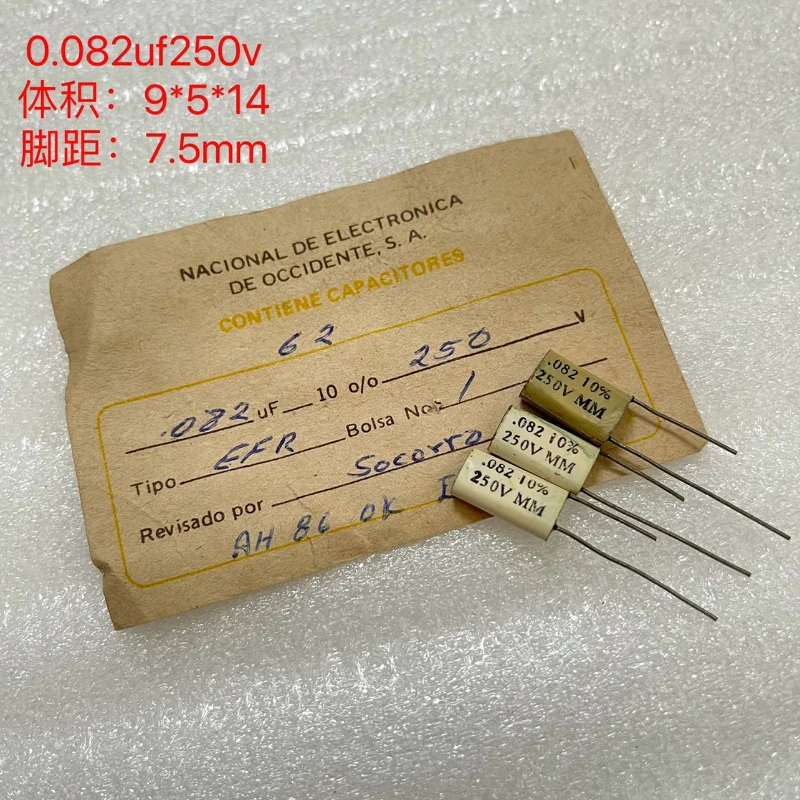 0.082uf250v
体积：9*5*14
脚距：7.5mm
NACIONAL DE ELECTRONICA
DE OCCIDENTE, S. A.
CONTIENE CAPACITORES
62
.082 uF 10 o/o 250 V
Tipo EFR Bolsa No. 1
Revisado por Socorro
AH 86 OK
.082 10%
250V MM
.082 10%
250V MM
.082 10%
250V MM